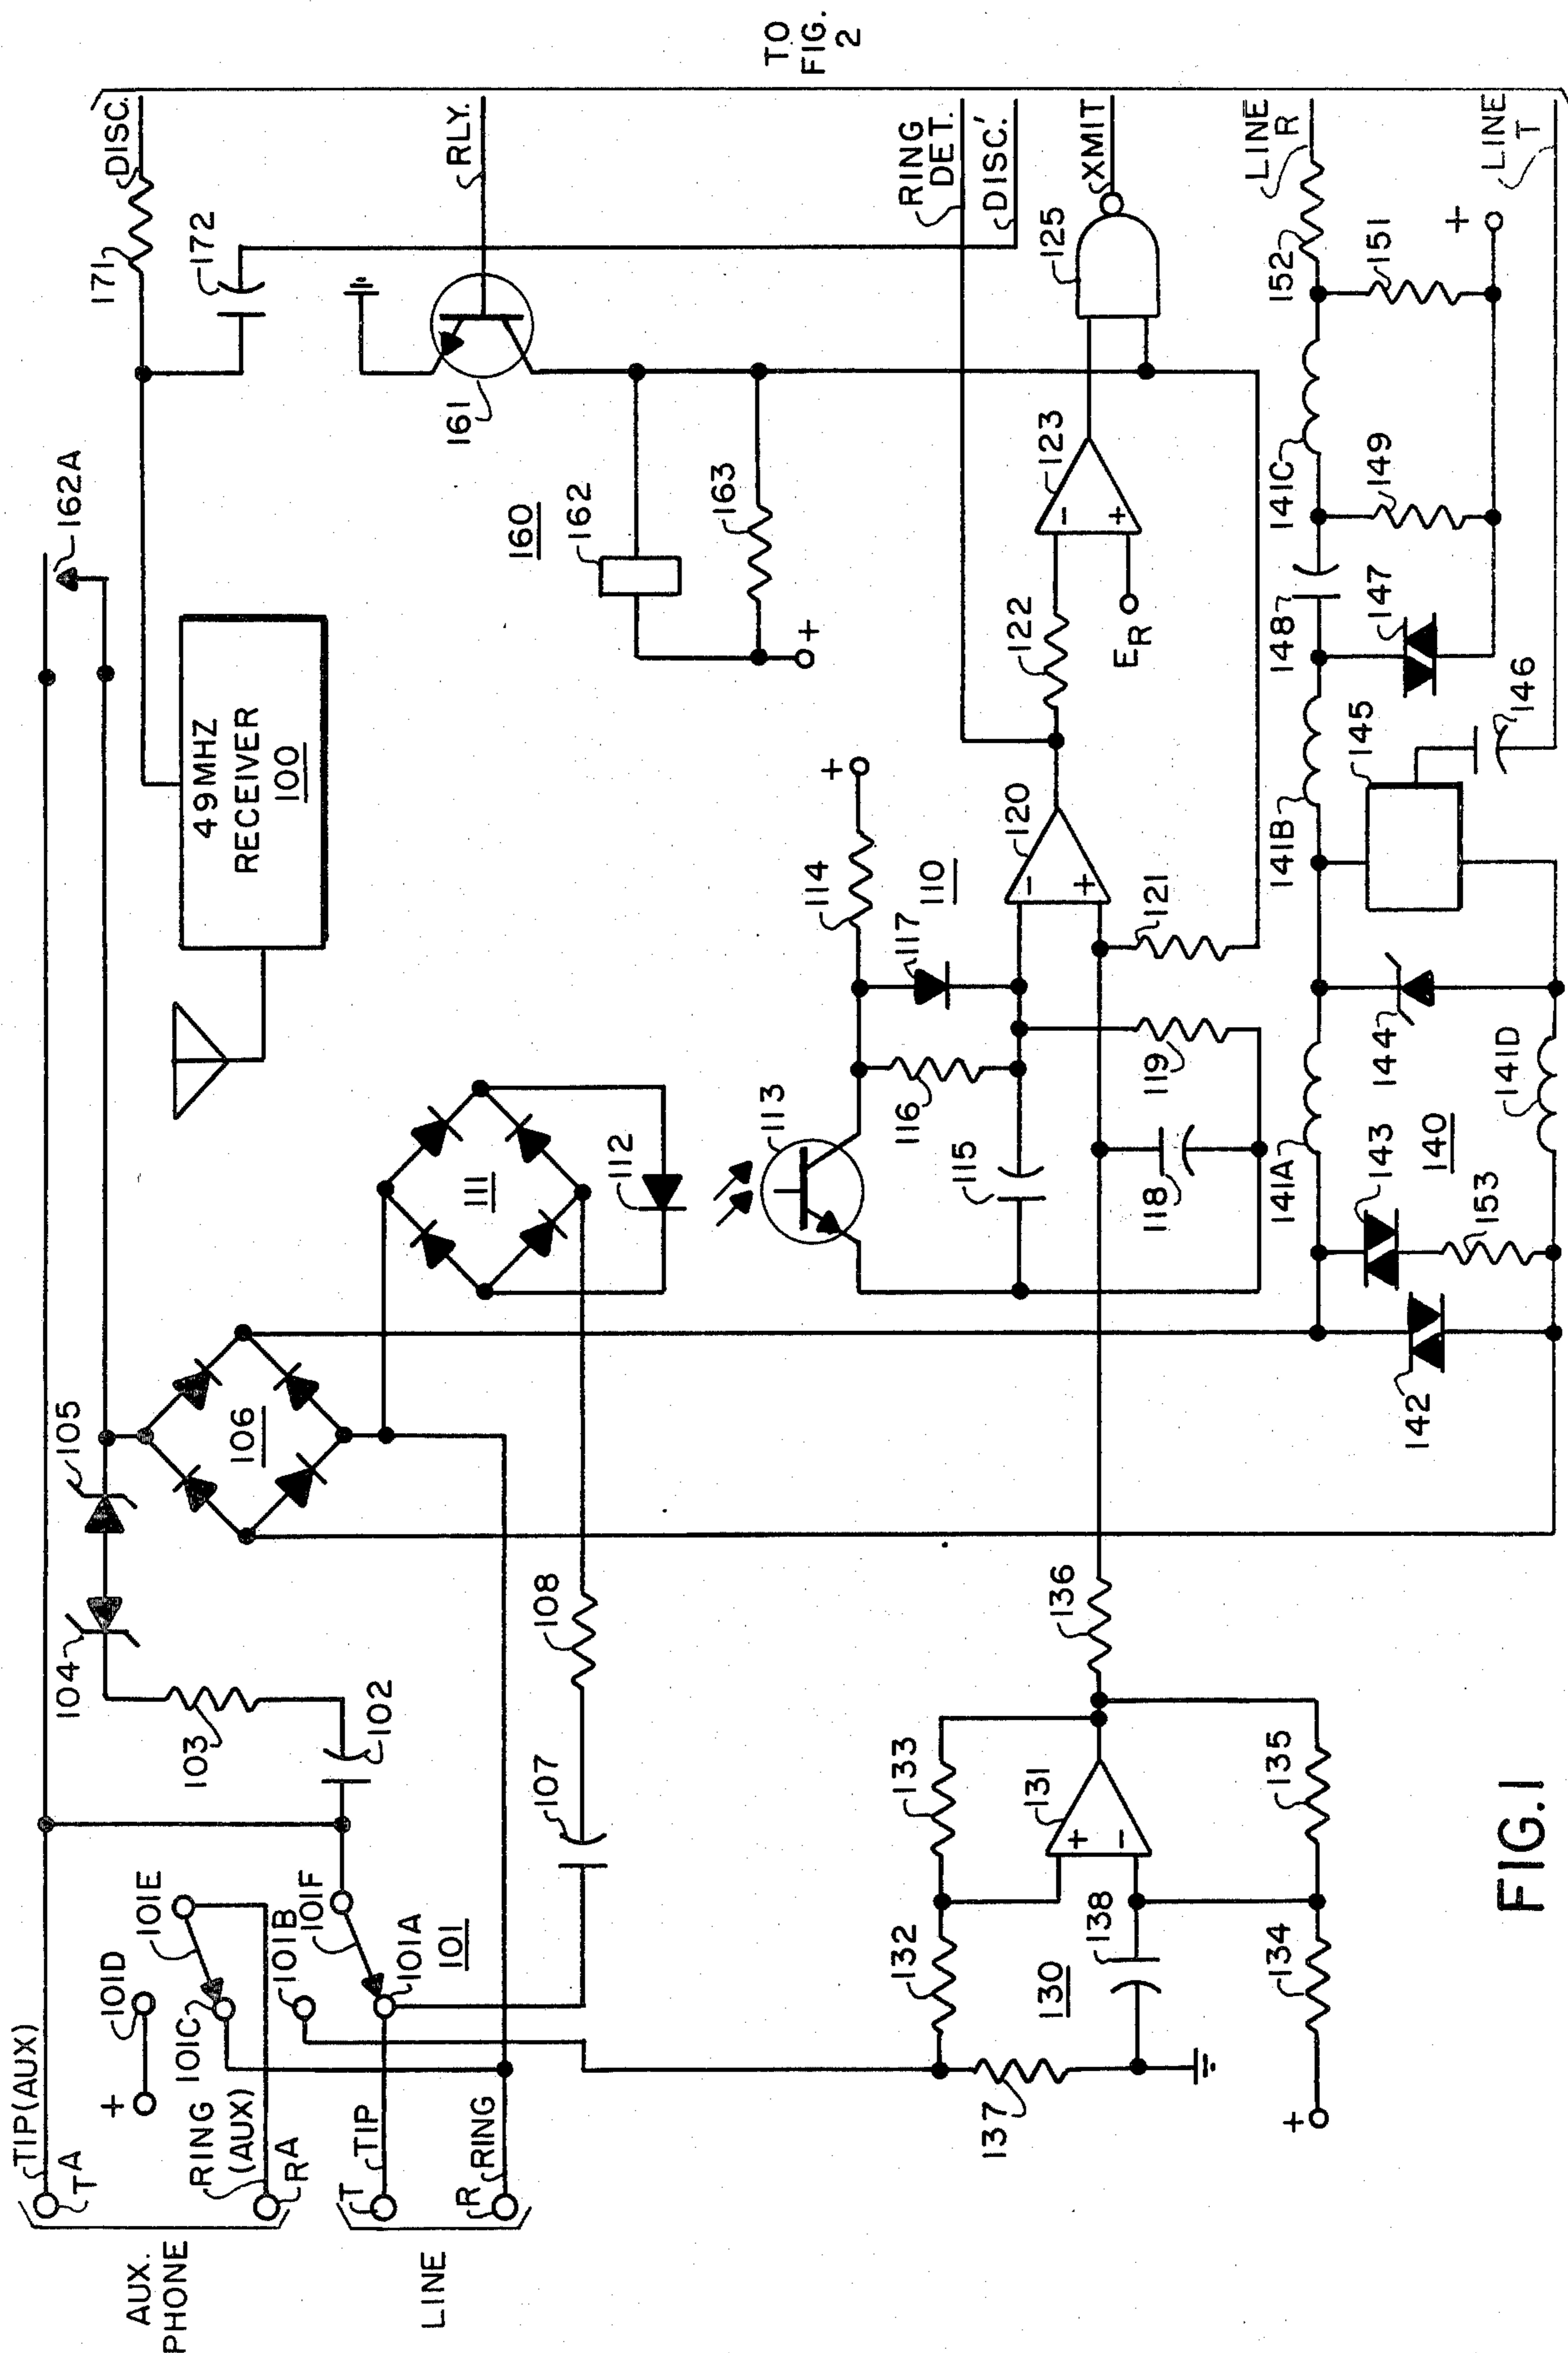 AUX.
PHONE
TIP(AUX)
TA
RING
(AUX)
RA
LINE
T
TIP
R
RING
+
101D
101C
101E
101B
101F
101A
101
102
103
104
105
106
107
108
111
112
49MHZ
RECEIVER
100
162A
171
DISC.
172
RLY.
161
160
162
163
+
RING
DET.
DISC.'
XMIT
125
123
-
+
122
ER
110
113
114
+
115
116
117
118
119
120
-
+
121
130
131
+
-
132
133
134
135
136
137
138
+
140
141A
141B
141C
141D
142
143
144
145
146
147
148
149
151
152
153
+
LINE
R
LINE
T
TO
FIG.
2
FIG.1